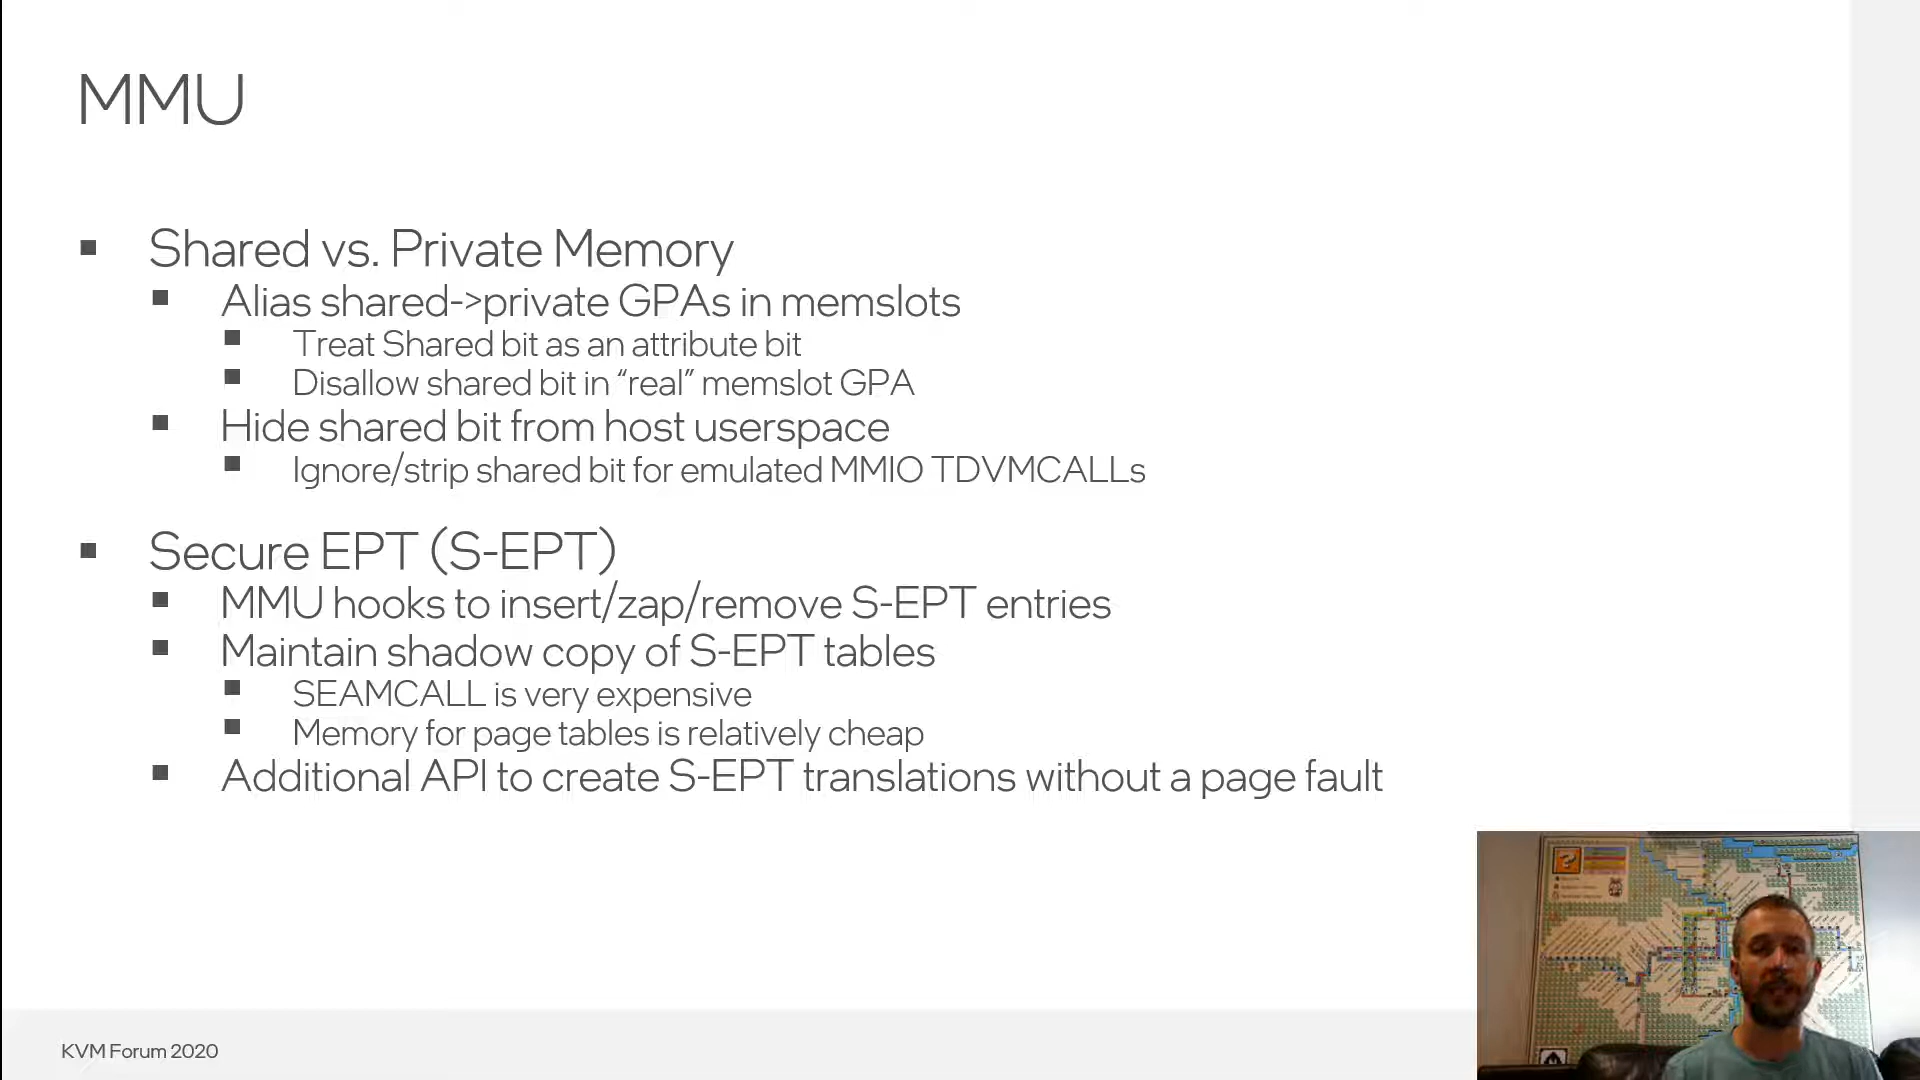 MMU
Shared vs. Private Memory
Alias shared->private GPAs in memslots
Treat Shared bit as an attribute bit
Disallow shared bit in “real” memslot GPA
Hide shared bit from host userspace
Ignore/strip shared bit for emulated MMIO TDVMCALLs
Secure EPT (S-EPT)
MMU hooks to insert/zap/remove S-EPT entries
Maintain shadow copy of S-EPT tables
SEAMCALL is very expensive
Memory for page tables is relatively cheap
Additional API to create S-EPT translations without a page fault
KVM Forum 2020